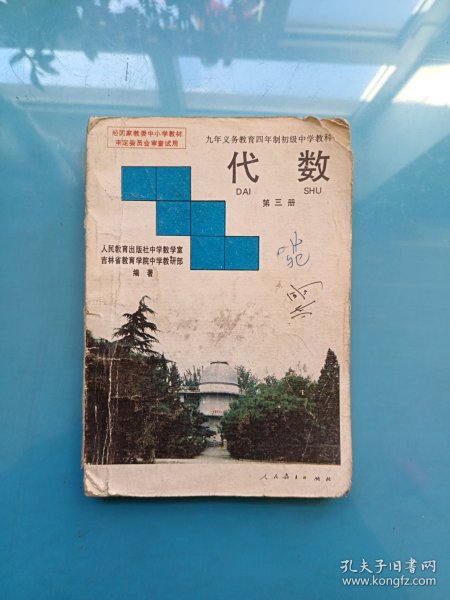 经国家教委中小学教材
审定委员会审查试用
九年义务教育四年制初级中学教科
代数
DAI SHU
第三册
人民教育出版社中学数学室
吉林省教育学院中学教研部
编著
人民教育出版社
孔夫子旧书网
www.kongfz.com